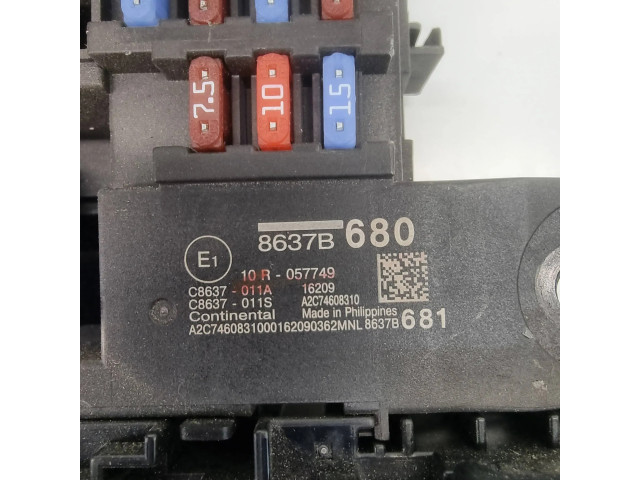 7.5 10 15
8637B 680
E1
10 R - 057749
C8637 - 011A 16209
C8637 - 011S A2C74608310
Continental Made in Philippines
A2C7460831000162090362MNL 8637B 681